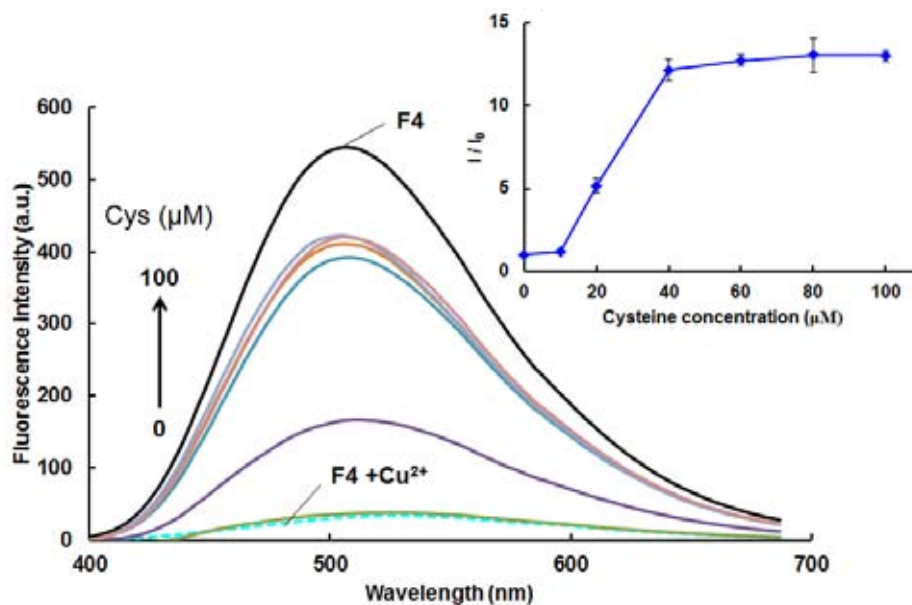 15
10
5
0
I / I₀
0 20 40 60 80 100
Cysteine concentration (μM)
600
500
400
300
200
100
0
Fluorescence Intensity (a.u.)
F4
Cys (μM)
100
0
F4 +Cu²⁺
400 500 600 700
Wavelength (nm)